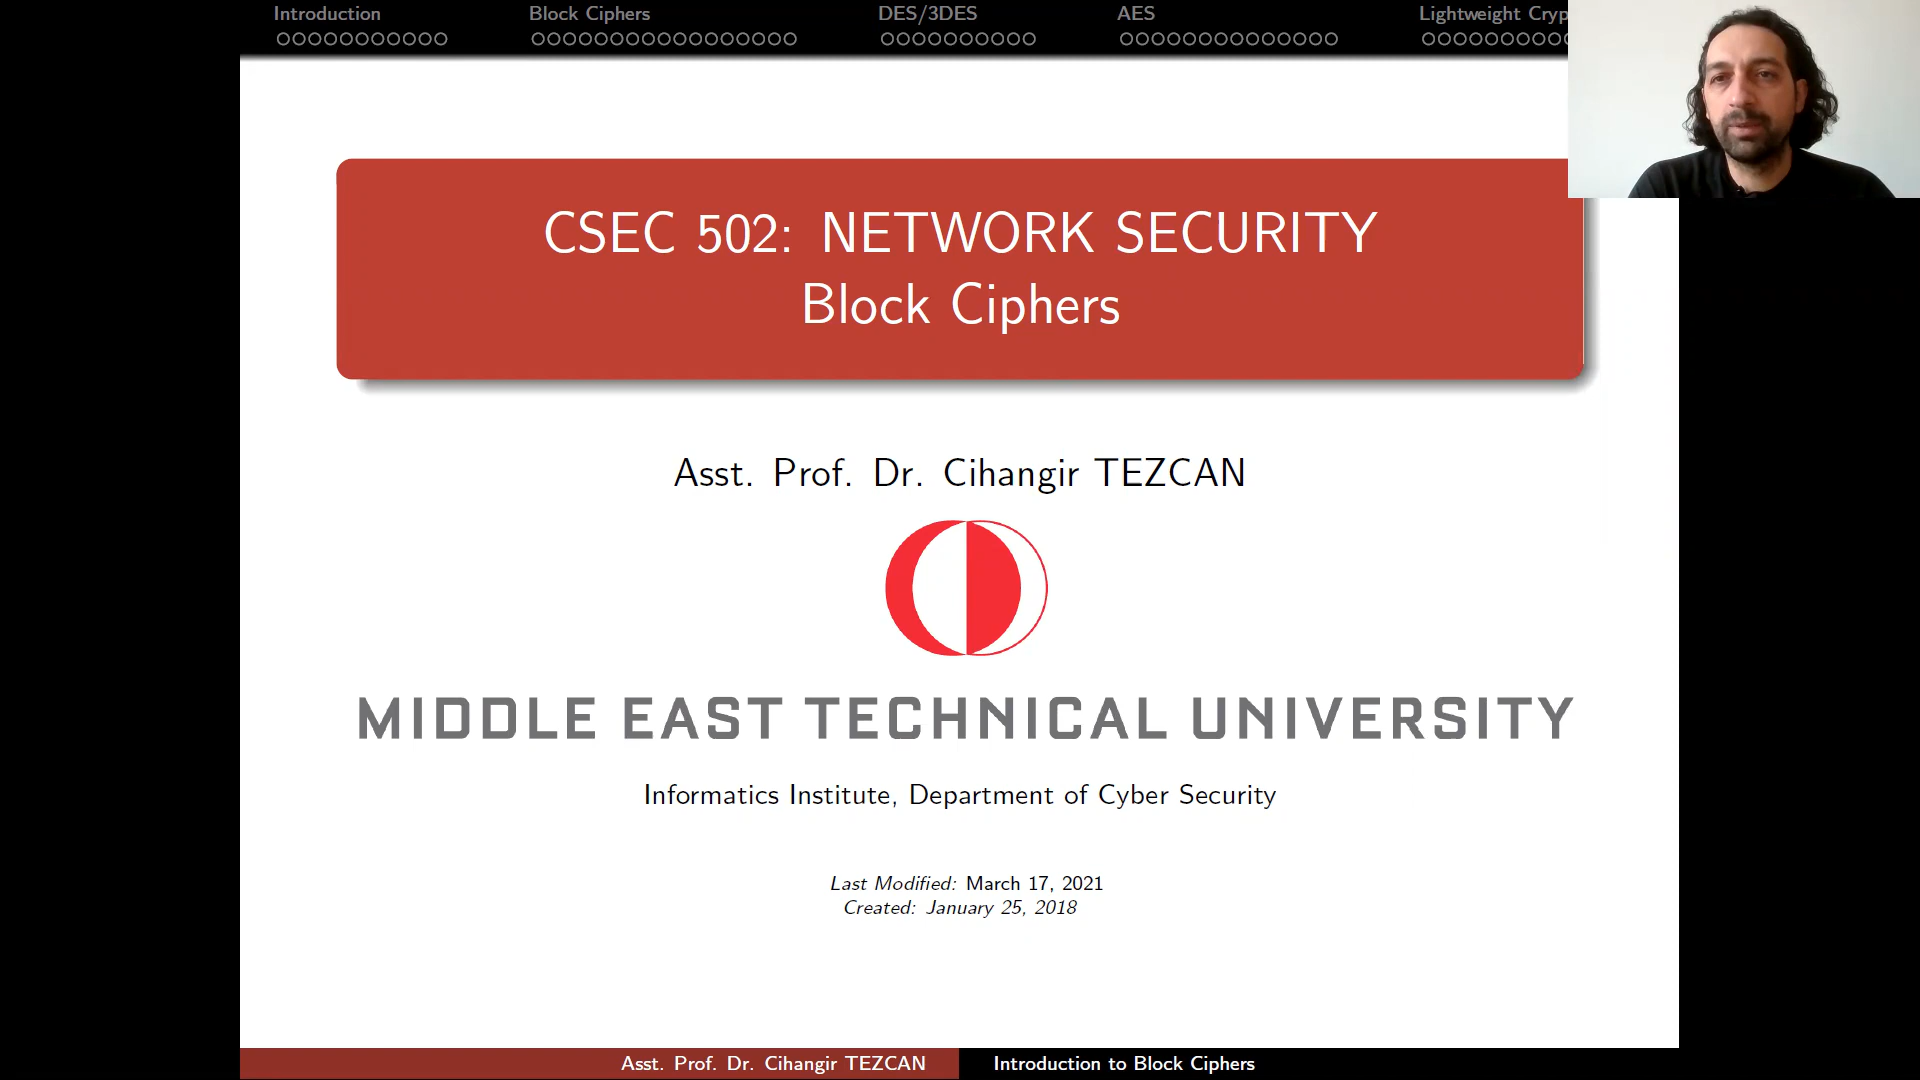 Introduction Block Ciphers DES/3DES AES Lightweight Cryp
CSEC 502: NETWORK SECURITY
Block Ciphers
Asst. Prof. Dr. Cihangir TEZCAN
MIDDLE EAST TECHNICAL UNIVERSITY
Informatics Institute, Department of Cyber Security
Last Modified: March 17, 2021
Created: January 25, 2018
Asst. Prof. Dr. Cihangir TEZCAN Introduction to Block Ciphers